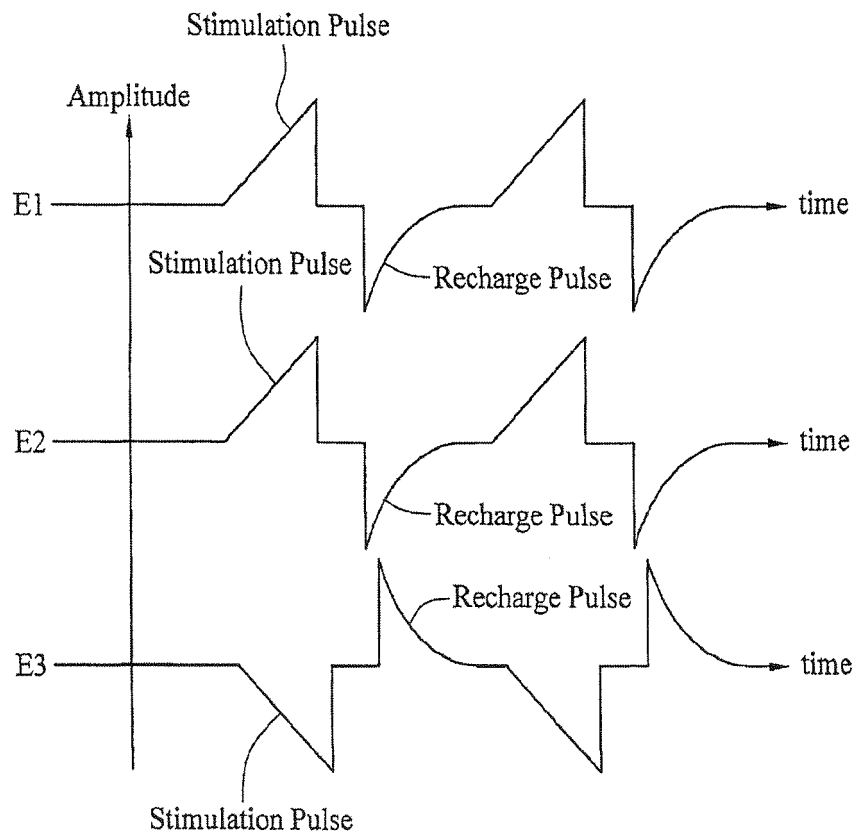 Stimulation Pulse
Amplitude
E1
time
Stimulation Pulse
Recharge Pulse
E2
time
Recharge Pulse
Recharge Pulse
E3
time
Stimulation Pulse